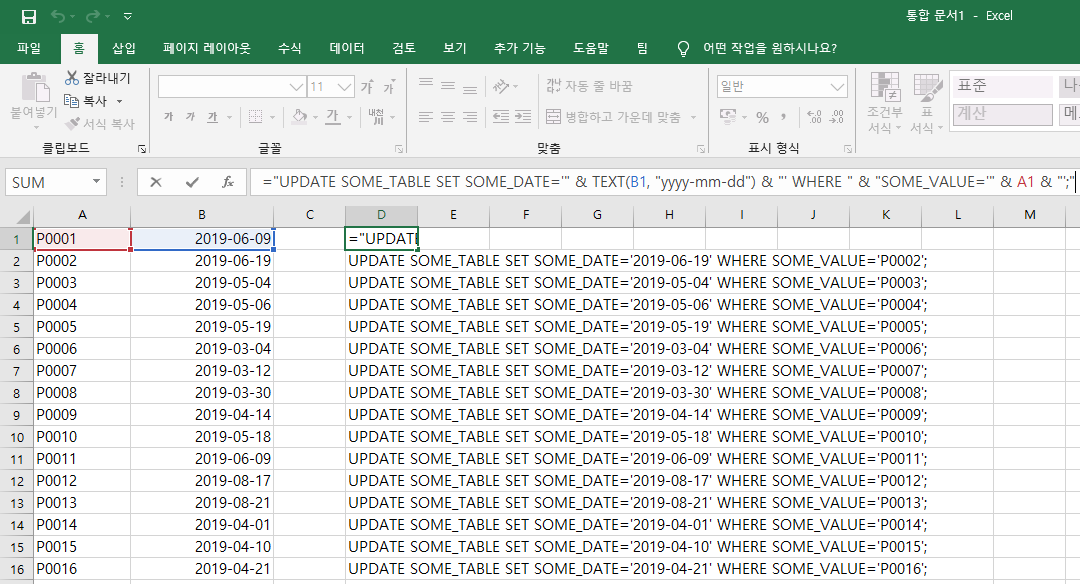 통합 문서1 - Excel
파일 홈 삽입 페이지 레이아웃 수식 데이터 검토 보기 추가 기능 도움말 팀 어떤 작업을 원하시나요?
붙여넣기
잘라내기
복사
서식 복사
클립보드
11
가 가
가 가 가 가 내천 川
글꼴
자동 줄 바꿈
병합하고 가운데 맞춤
맞춤
일반
% ,
표시 형식
조건부 서식
표 서식
표준
계산
SUM
fx
="UPDATE SOME_TABLE SET SOME_DATE='" & TEXT(B1, "yyyy-mm-dd") & "' WHERE " & "SOME_VALUE='" & A1 & "';"
A B C D E F G H I J K L M
1 P0001 2019-06-09 ="UPDATE
2 P0002 2019-06-19 UPDATE SOME_TABLE SET SOME_DATE='2019-06-19' WHERE SOME_VALUE='P0002';
3 P0003 2019-05-04 UPDATE SOME_TABLE SET SOME_DATE='2019-05-04' WHERE SOME_VALUE='P0003';
4 P0004 2019-05-06 UPDATE SOME_TABLE SET SOME_DATE='2019-05-06' WHERE SOME_VALUE='P0004';
5 P0005 2019-05-19 UPDATE SOME_TABLE SET SOME_DATE='2019-05-19' WHERE SOME_VALUE='P0005';
6 P0006 2019-03-04 UPDATE SOME_TABLE SET SOME_DATE='2019-03-04' WHERE SOME_VALUE='P0006';
7 P0007 2019-03-12 UPDATE SOME_TABLE SET SOME_DATE='2019-03-12' WHERE SOME_VALUE='P0007';
8 P0008 2019-03-30 UPDATE SOME_TABLE SET SOME_DATE='2019-03-30' WHERE SOME_VALUE='P0008';
9 P0009 2019-04-14 UPDATE SOME_TABLE SET SOME_DATE='2019-04-14' WHERE SOME_VALUE='P0009';
10 P0010 2019-05-18 UPDATE SOME_TABLE SET SOME_DATE='2019-05-18' WHERE SOME_VALUE='P0010';
11 P0011 2019-06-09 UPDATE SOME_TABLE SET SOME_DATE='2019-06-09' WHERE SOME_VALUE='P0011';
12 P0012 2019-08-17 UPDATE SOME_TABLE SET SOME_DATE='2019-08-17' WHERE SOME_VALUE='P0012';
13 P0013 2019-08-21 UPDATE SOME_TABLE SET SOME_DATE='2019-08-21' WHERE SOME_VALUE='P0013';
14 P0014 2019-04-01 UPDATE SOME_TABLE SET SOME_DATE='2019-04-01' WHERE SOME_VALUE='P0014';
15 P0015 2019-04-10 UPDATE SOME_TABLE SET SOME_DATE='2019-04-10' WHERE SOME_VALUE='P0015';
16 P0016 2019-04-21 UPDATE SOME_TABLE SET SOME_DATE='2019-04-21' WHERE SOME_VALUE='P0016';